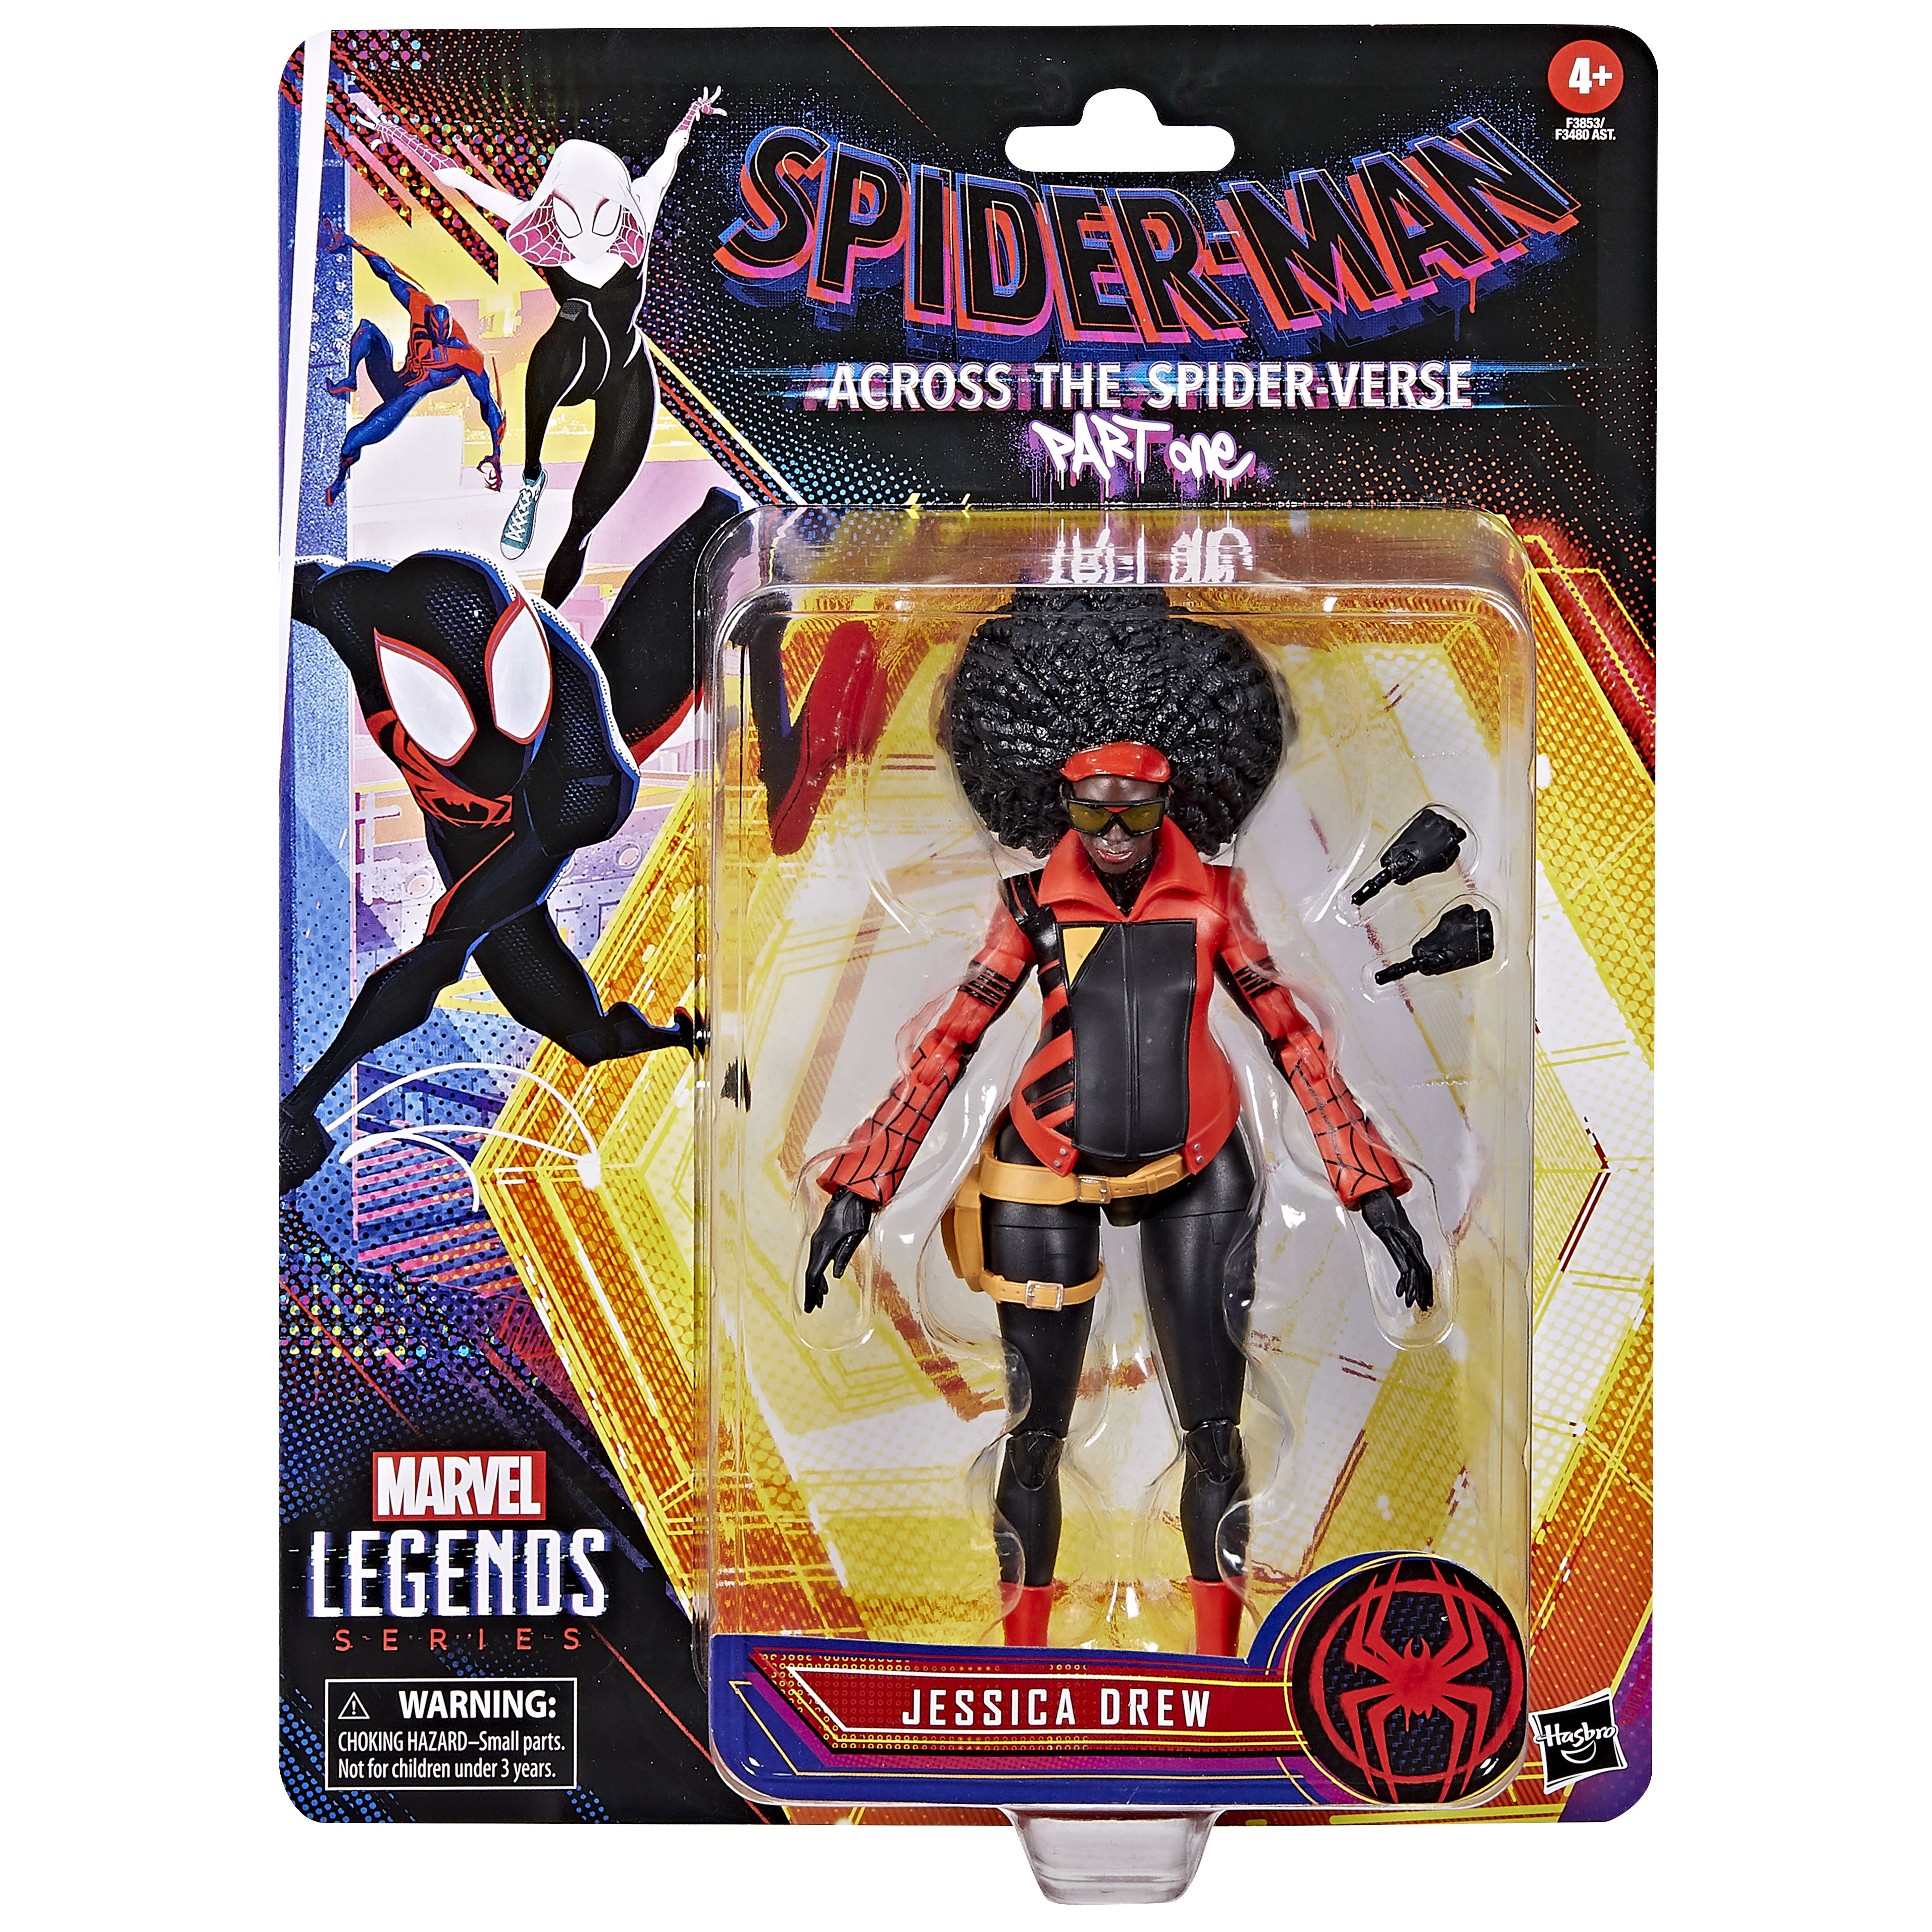 4+
F3853/
F3480 AST.
SPIDER-MAN
ACROSS THE SPIDER-VERSE
PART one
MARVEL
LEGENDS
SERIES
WARNING:
CHOKING HAZARD–Small parts.
Not for children under 3 years.
JESSICA DREW
Hasbro